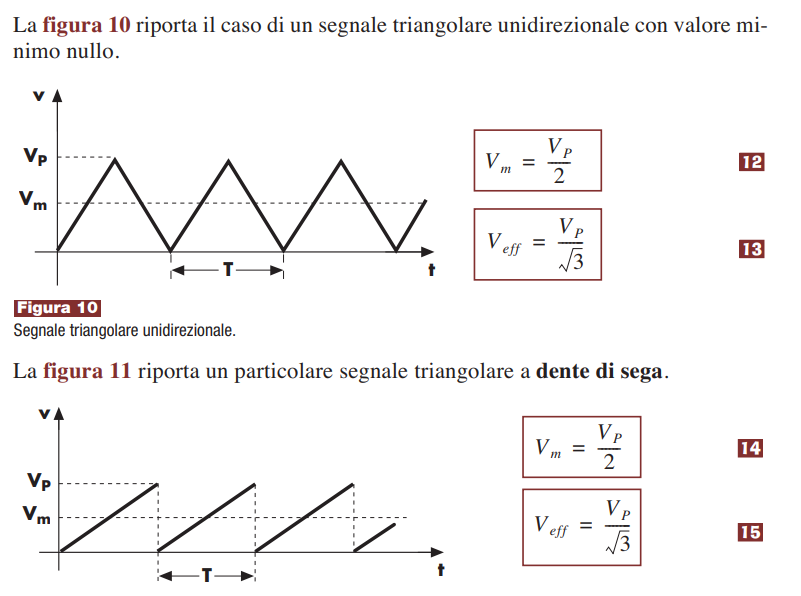 La figura 10 riporta il caso di un segnale triangolare unidirezionale con valore mi-
nimo nullo.
v
VP
Vm
T
t
Vm = VP / 2
12
Veff = VP / √3
13
Figura 10
Segnale triangolare unidirezionale.
La figura 11 riporta un particolare segnale triangolare a dente di sega.
v
VP
Vm
T
t
Vm = VP / 2
14
Veff = VP / √3
15